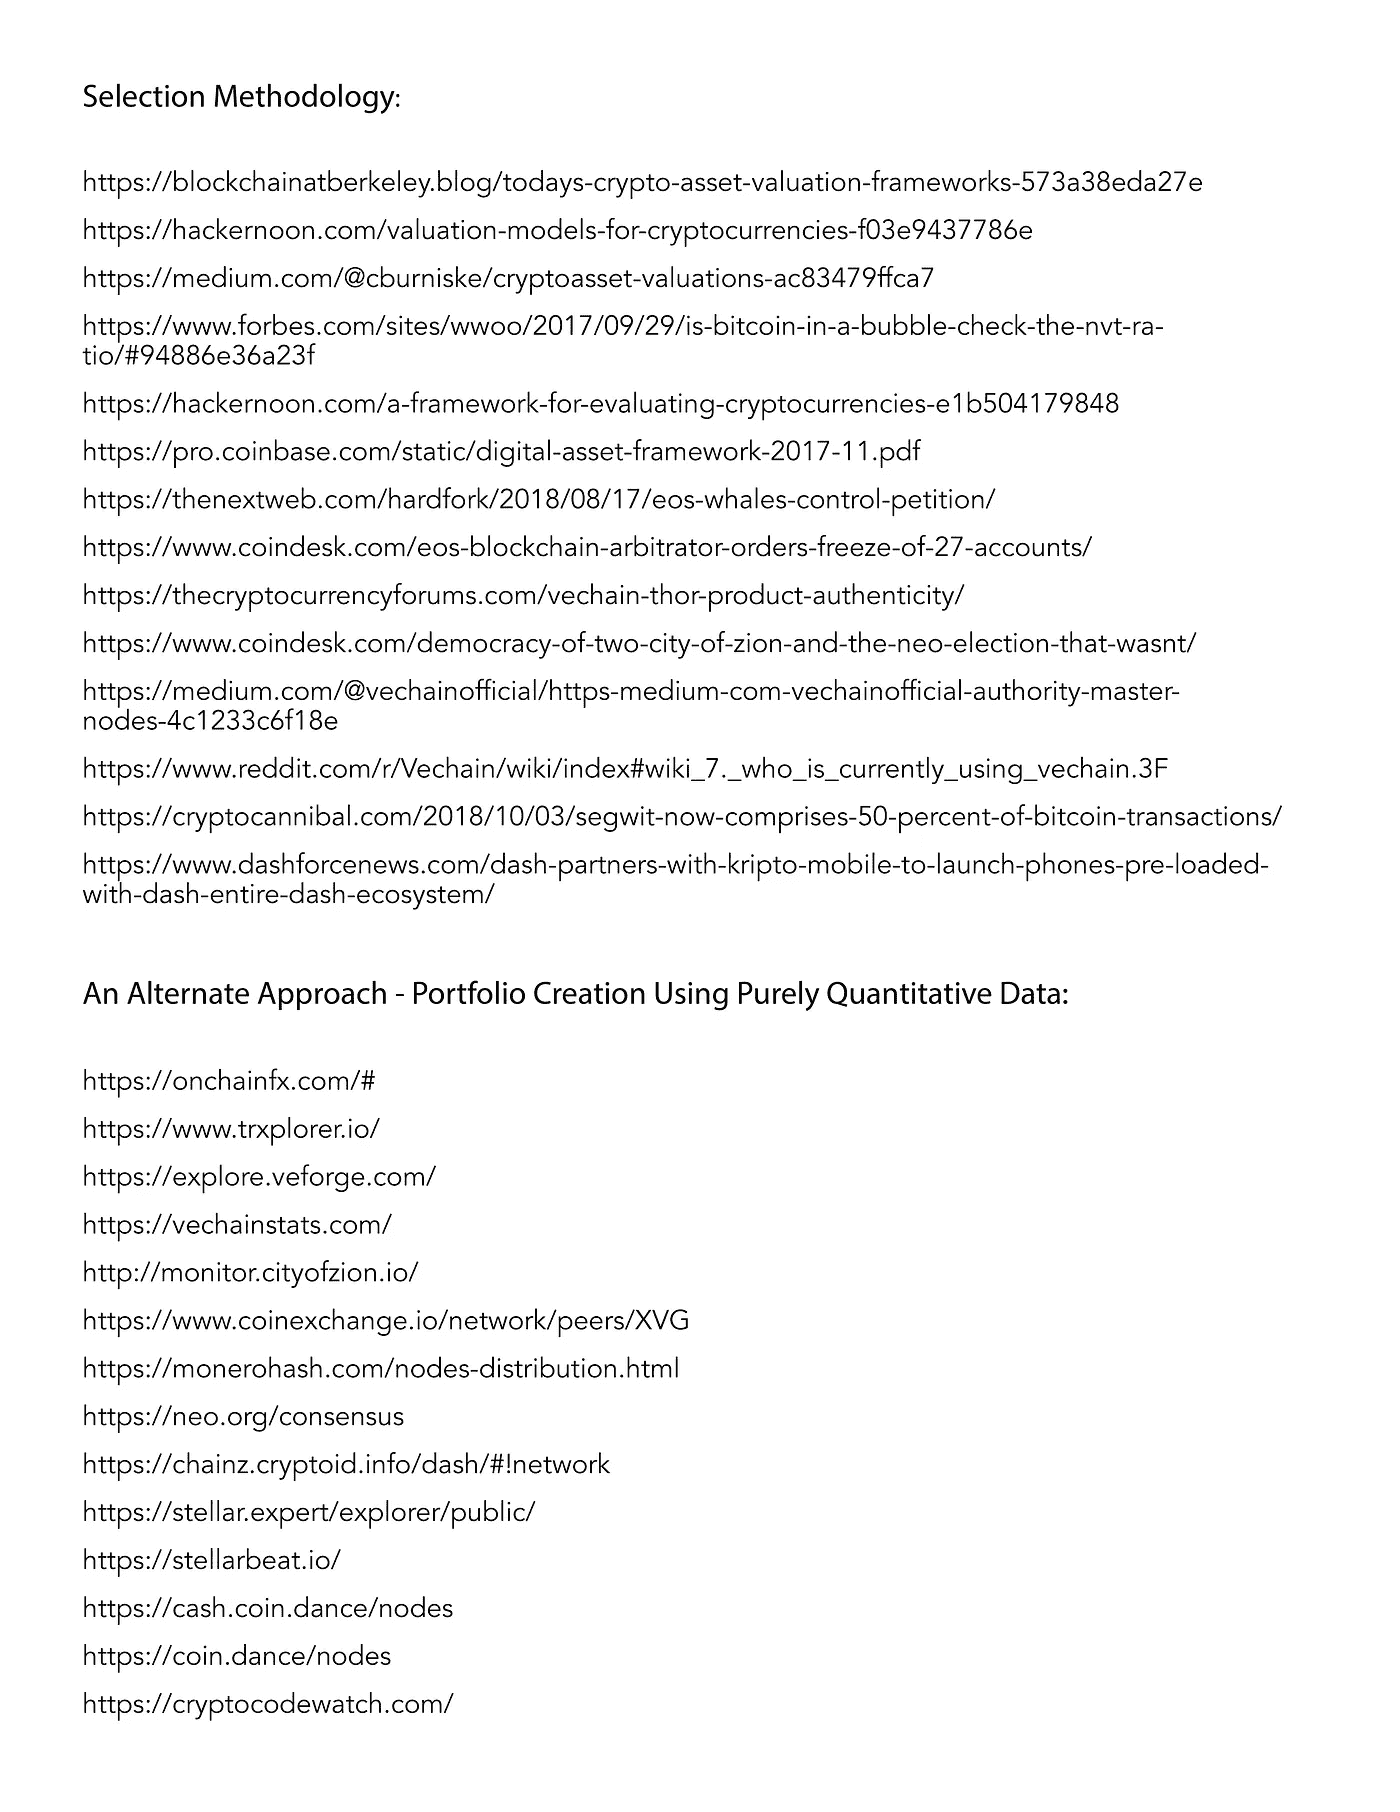 Selection Methodology:
https://blockchainatberkeley.blog/todays-crypto-asset-valuation-frameworks-573a38eda27e
https://hackernoon.com/valuation-models-for-cryptocurrencies-f03e9437786e
https://medium.com/@cburniske/cryptoasset-valuations-ac83479ffca7
https://www.forbes.com/sites/wwoo/2017/09/29/is-bitcoin-in-a-bubble-check-the-nvt-ra-
tio/#94886e36a23f
https://hackernoon.com/a-framework-for-evaluating-cryptocurrencies-e1b504179848
https://pro.coinbase.com/static/digital-asset-framework-2017-11.pdf
https://thenextweb.com/hardfork/2018/08/17/eos-whales-control-petition/
https://www.coindesk.com/eos-blockchain-arbitrator-orders-freeze-of-27-accounts/
https://thecryptocurrencyforums.com/vechain-thor-product-authenticity/
https://www.coindesk.com/democracy-of-two-city-of-zion-and-the-neo-election-that-wasnt/
https://medium.com/@vechainofficial/https-medium-com-vechainofficial-authority-master-
nodes-4c1233c6f18e
https://www.reddit.com/r/Vechain/wiki/index#wiki_7._who_is_currently_using_vechain.3F
https://cryptocannibal.com/2018/10/03/segwit-now-comprises-50-percent-of-bitcoin-transactions/
https://www.dashforcenews.com/dash-partners-with-kripto-mobile-to-launch-phones-pre-loaded-
with-dash-entire-dash-ecosystem/
An Alternate Approach - Portfolio Creation Using Purely Quantitative Data:
https://onchainfx.com/#
https://www.trxplorer.io/
https://explore.veforge.com/
https://vechainstats.com/
http://monitor.cityofzion.io/
https://www.coinexchange.io/network/peers/XVG
https://monerohash.com/nodes-distribution.html
https://neo.org/consensus
https://chainz.cryptoid.info/dash/#!network
https://stellar.expert/explorer/public/
https://stellarbeat.io/
https://cash.coin.dance/nodes
https://coin.dance/nodes
https://cryptocodewatch.com/